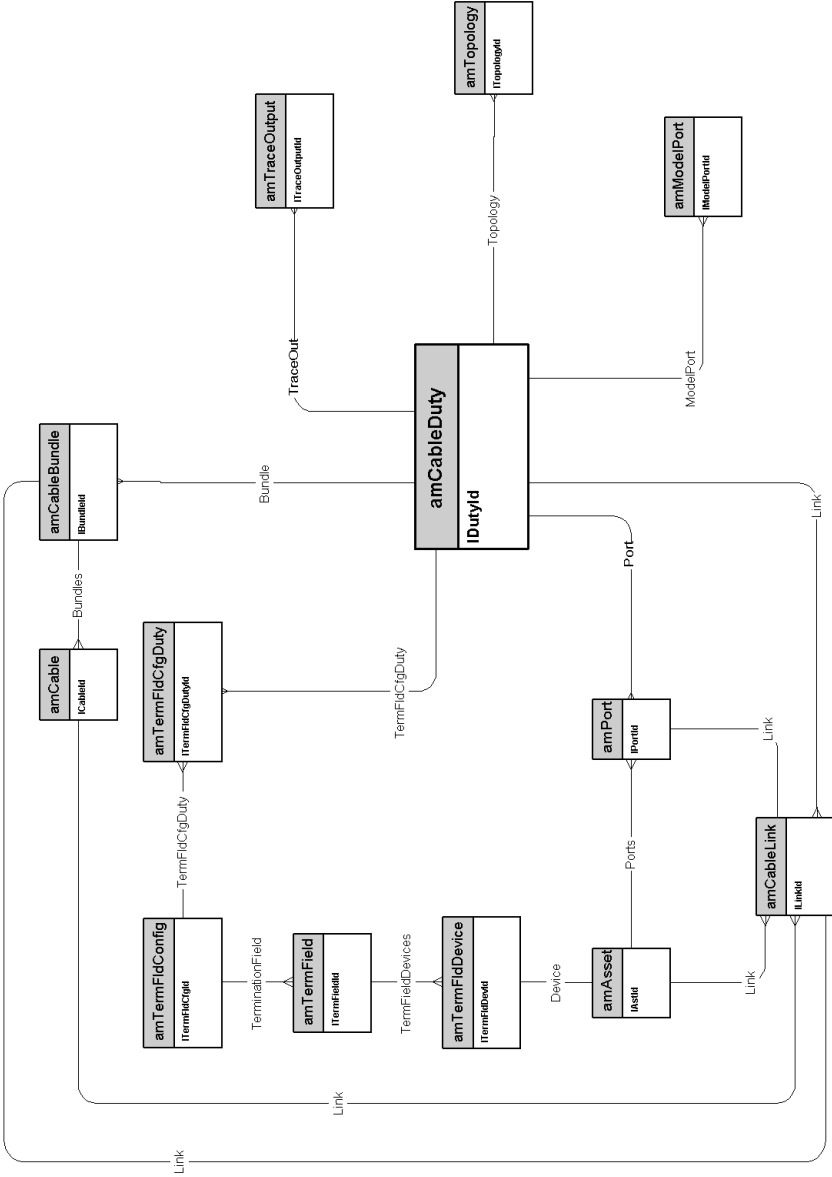 Link
amCable
lCableId
Bundles
amCableBundle
lBundleId
amTermFldConfig
lTermFldCfgId
TermFldCfgDuty
amTermFldCfgDuty
lTermFldCfgDutyId
TerminationField
Bundle
amTraceOutput
lTraceOutputId
TraceOut
amTermField
lTermFieldId
Link
TermFieldDevices
TermFldCfgDuty
amCableDuty
lDutyId
amTopology
lTopologyId
Topology
amTermFldDevice
lTermFldDevId
Device
amAsset
lAstId
Ports
amPort
lPortId
Port
amModelPort
lModelPortId
ModelPort
Link
Link
amCableLink
lLinkId
Link